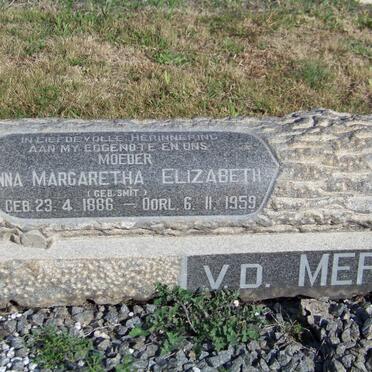 IN LIEFDEVOLLE HERINNERING
AAN MY EGGENOTE EN ONS
MOEDER
NNA MARGARETHA ELIZABETH
(GEB. SMIT)
GEB. 23. 4. 1886 — OORL. 6. 11. 1959
V D. MER